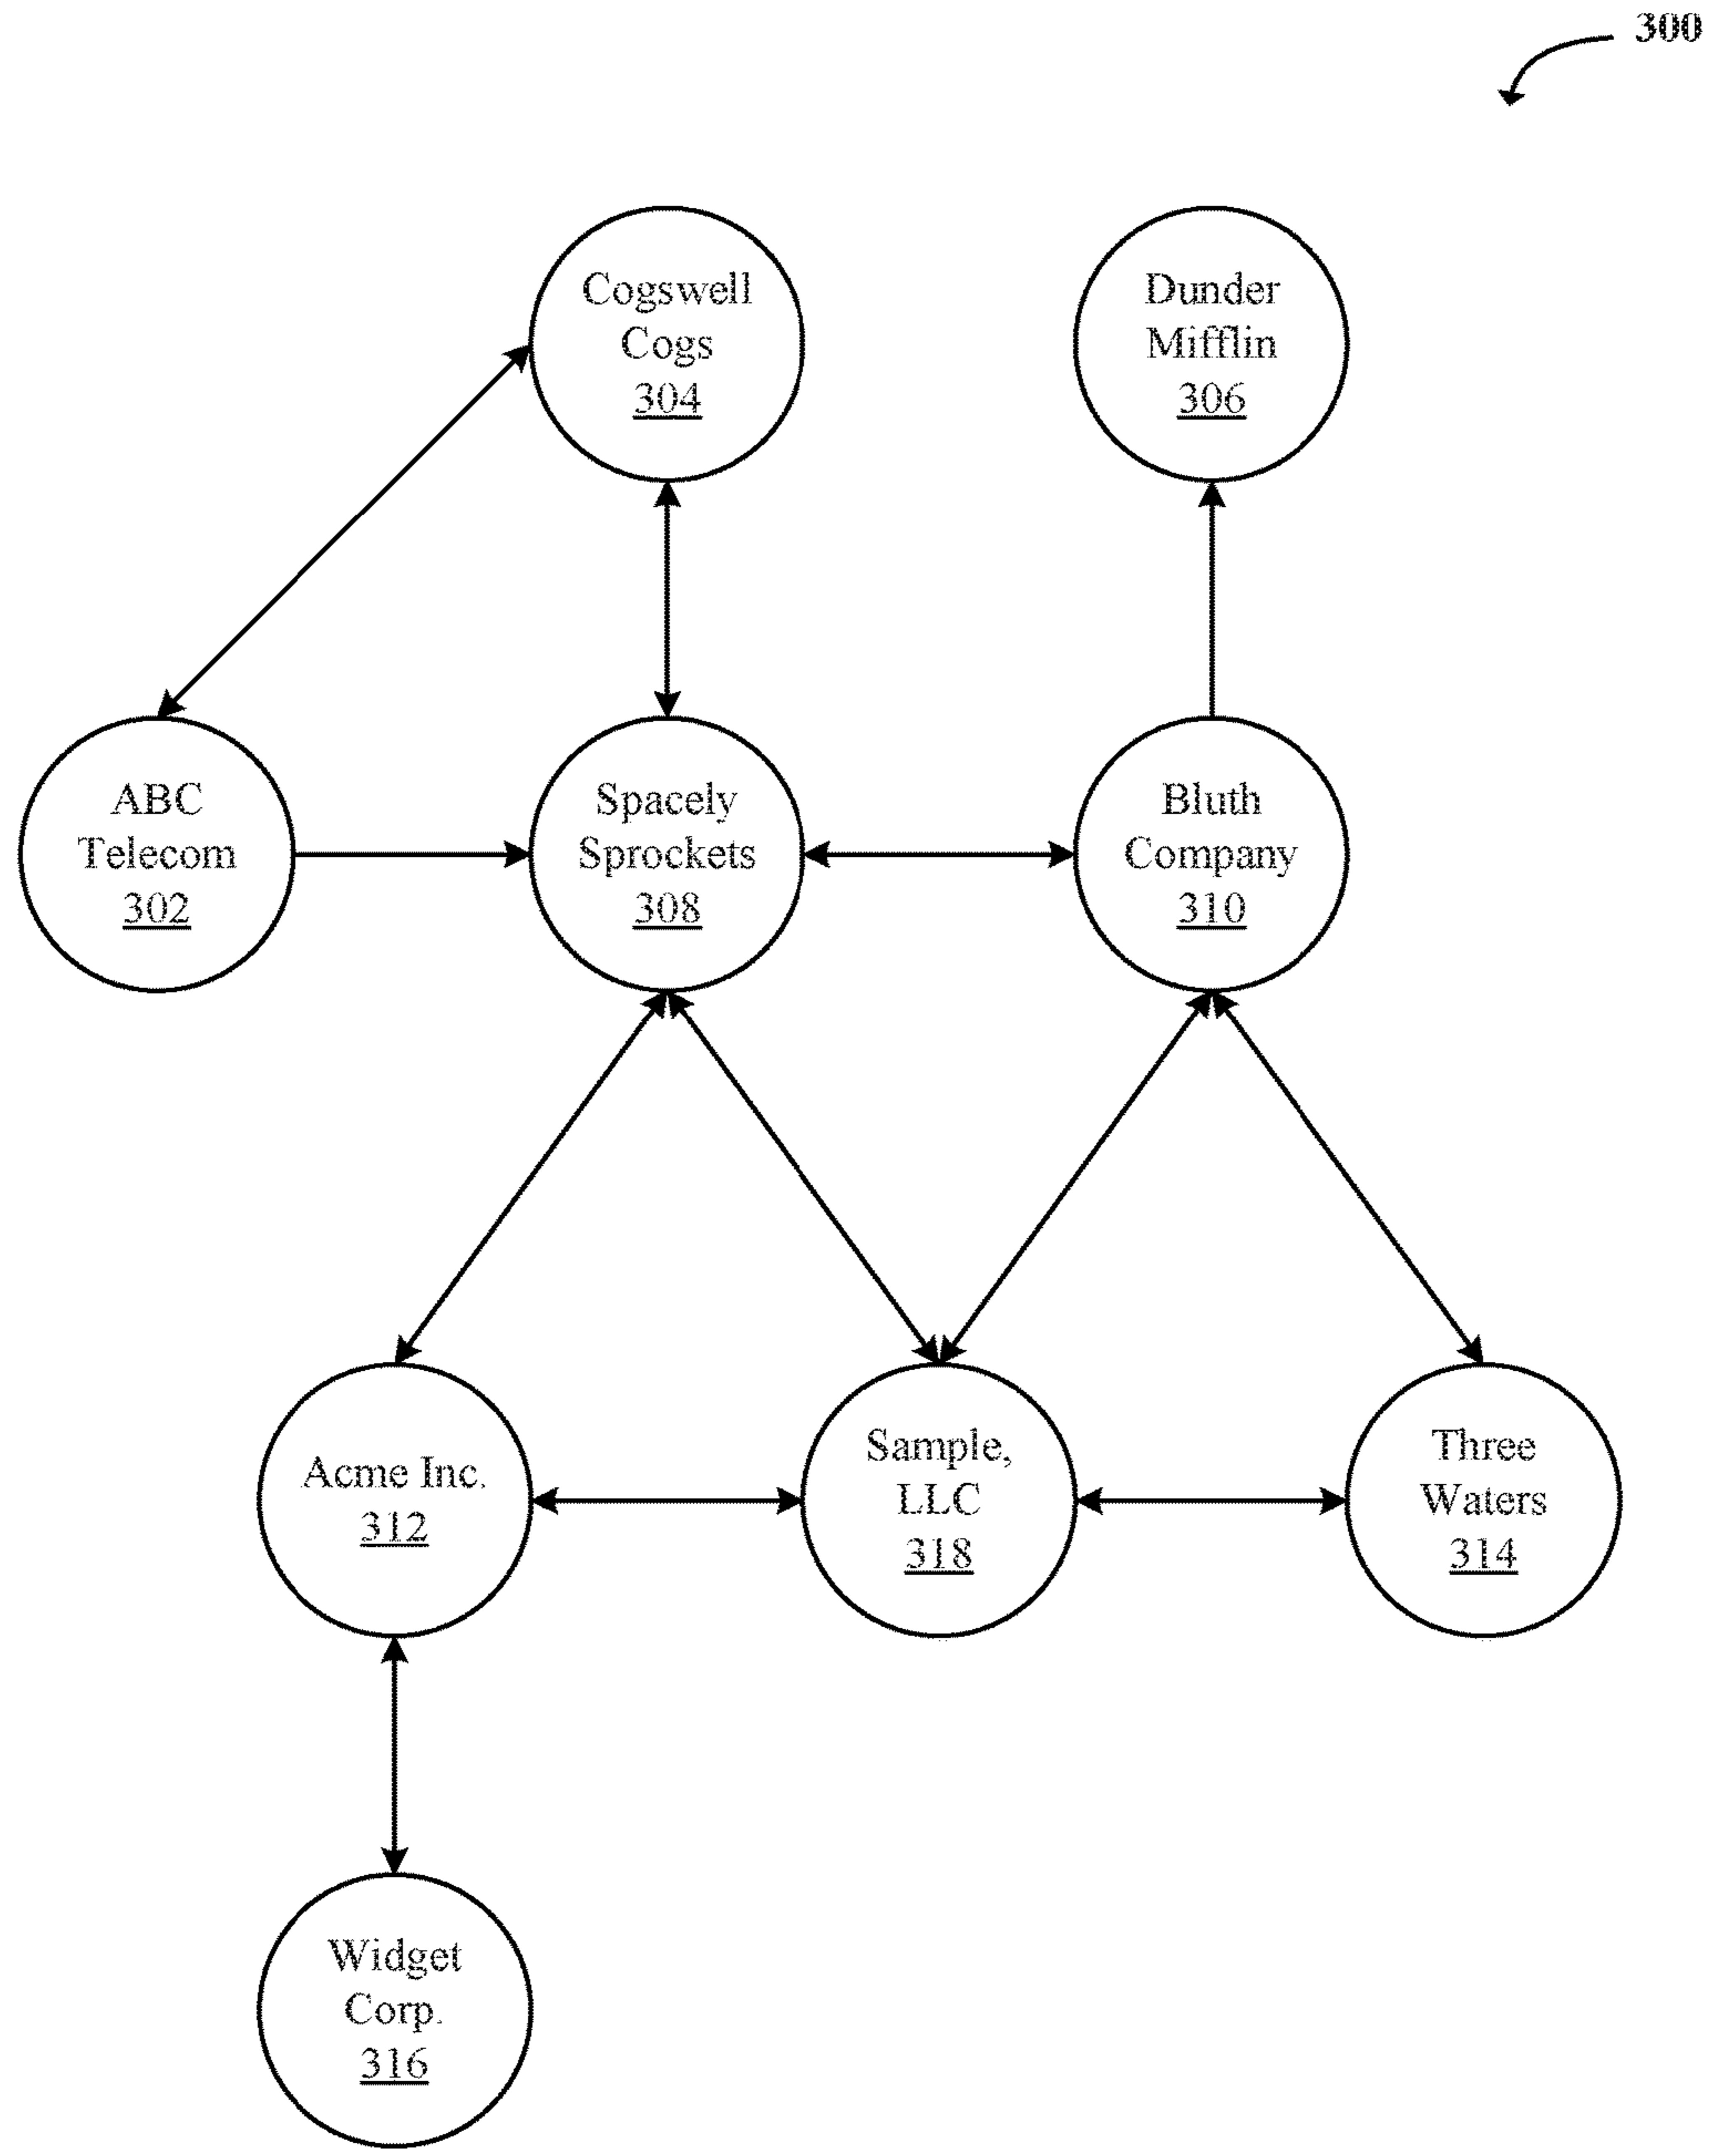 300
Cogswell
Cogs
304
Dunder
Mifflin
306
ABC
Telecom
302
Spacely
Sprockets
308
Bluth
Company
310
Acme Inc.
312
Sample,
LLC
318
Three
Waters
314
Widget
Corp.
316